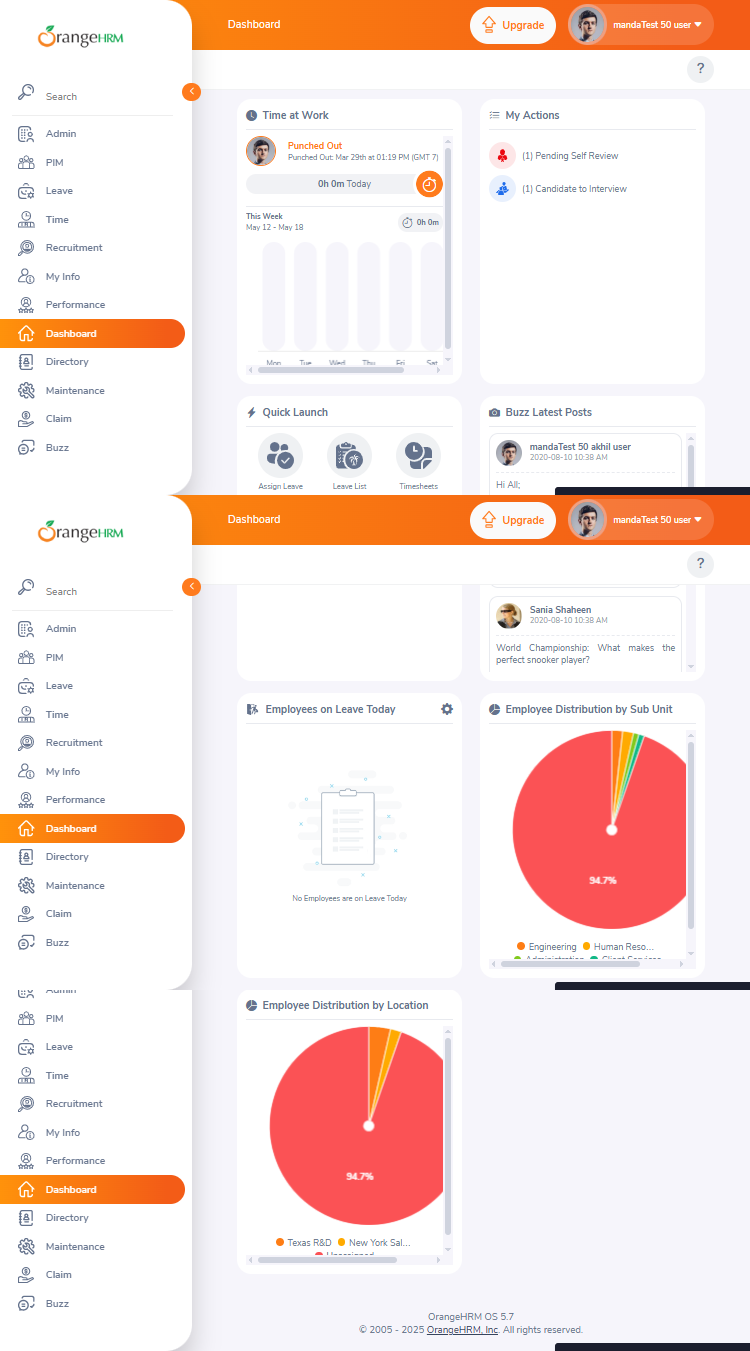 OrangeHRM
Dashboard
Upgrade
mandaTest 50 user
?
Search
Admin
PIM
Leave
Time
Recruitment
My Info
Performance
Dashboard
Directory
Maintenance
Claim
Buzz
Time at Work
Punched Out
Punched Out: Mar 29th at 01:19 PM (GMT 7)
0h 0m Today
This Week
May 12 - May 18
0h 0m
Mon Tue Wed Thu Fri Sat
My Actions
(1) Pending Self Review
(1) Candidate to Interview
Quick Launch
Assign Leave
Leave List
Timesheets
Buzz Latest Posts
mandaTest 50 akhil user
2020-08-10 10:38 AM
Hi All;
OrangeHRM
Dashboard
Upgrade
mandaTest 50 user
?
Search
Admin
PIM
Leave
Time
Recruitment
My Info
Performance
Dashboard
Directory
Maintenance
Claim
Buzz
Sania Shaheen
2020-08-10 10:38 AM
World Championship: What makes the
perfect snooker player?
Employees on Leave Today
No Employees are on Leave Today
Employee Distribution by Sub Unit
94.7%
Engineering Human Reso...
Administration Client Services
Admin
PIM
Leave
Time
Recruitment
My Info
Performance
Dashboard
Directory
Maintenance
Claim
Buzz
Employee Distribution by Location
94.7%
Texas R&D New York Sal...
Unassigned
OrangeHRM OS 5.7
© 2005 - 2025 OrangeHRM, Inc. All rights reserved.